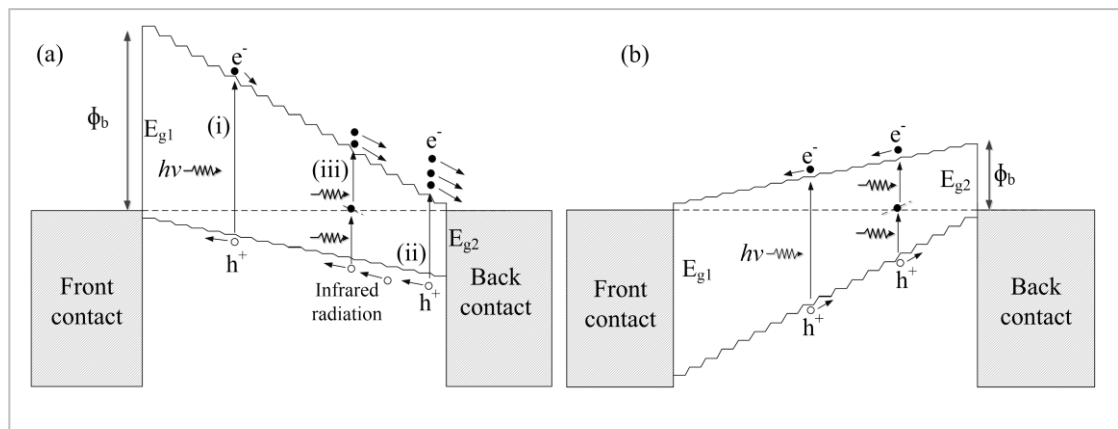 (a)
e-
ϕb
Eg1
(i)
hν
(iii)
e-
h+
(ii)
Eg2
Infrared
radiation
h+
Front
contact
Back
contact
(b)
e-
e-
Eg2
ϕb
hν
Eg1
h+
h+
Front
contact
Back
contact